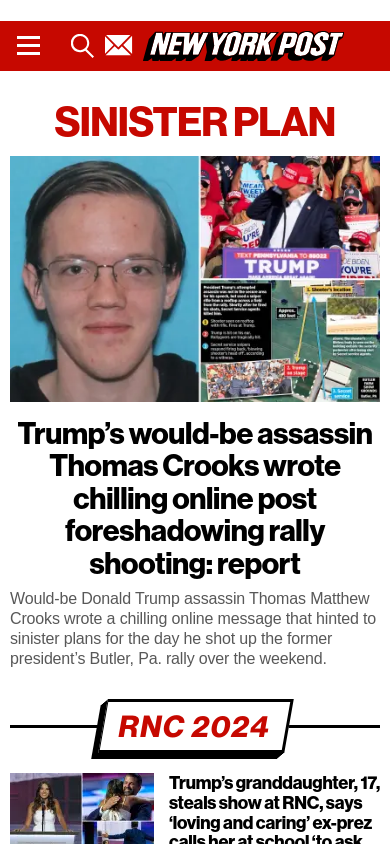 NEW YORK POST
SINISTER PLAN
TEXT PENNSYLVANIA TO 88022
TRUMP
Trump’s would-be assassin
Thomas Crooks wrote
chilling online post
foreshadowing rally
shooting: report
Would-be Donald Trump assassin Thomas Matthew
Crooks wrote a chilling online message that hinted to
sinister plans for the day he shot up the former
president’s Butler, Pa. rally over the weekend.
RNC 2024
Trump’s granddaughter, 17,
steals show at RNC, says
‘loving and caring’ ex-prez
calls her at school ‘to ask